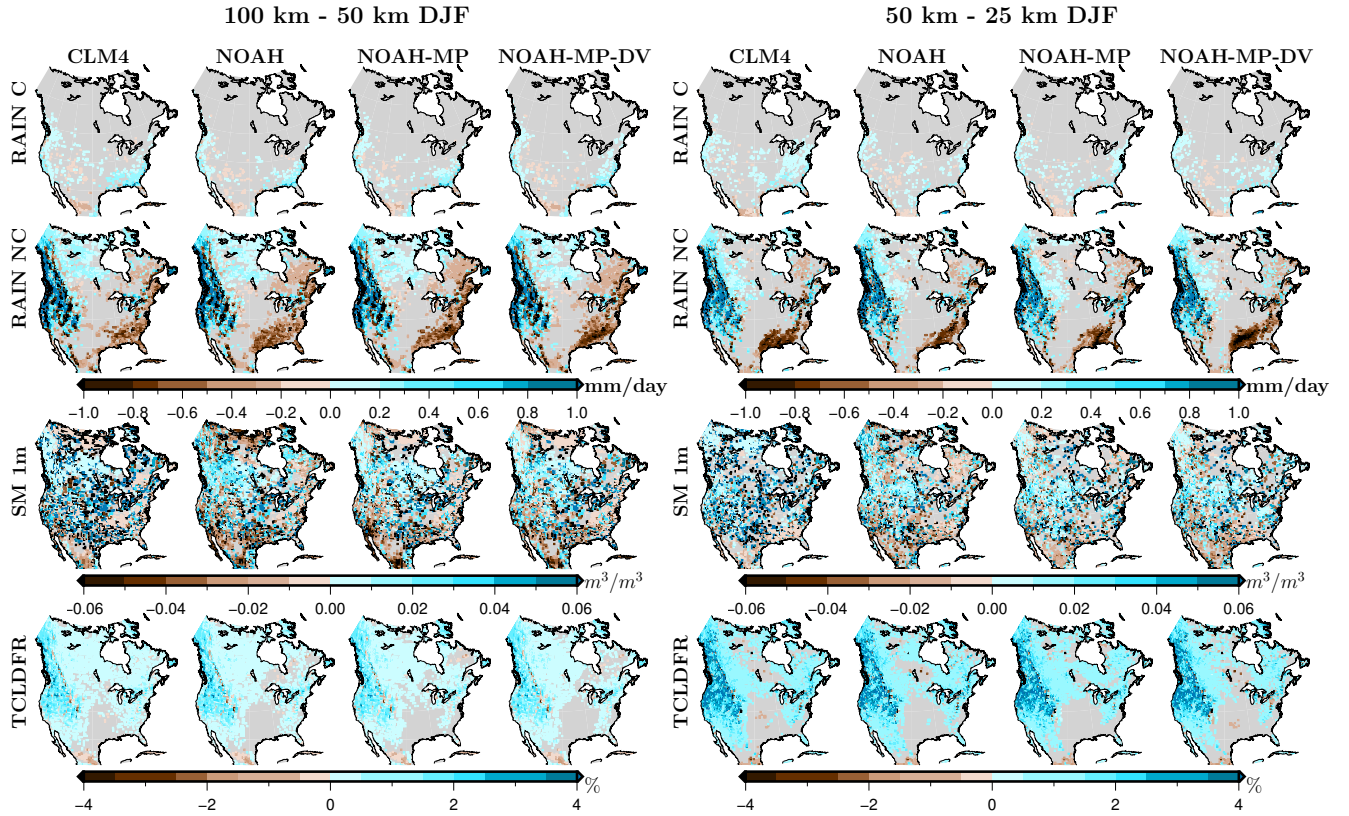 100 km - 50 km DJF
50 km - 25 km DJF
CLM4 NOAH NOAH-MP NOAH-MP-DV
CLM4 NOAH NOAH-MP NOAH-MP-DV
RAIN C
RAIN C
RAIN NC
RAIN NC
mm/day
−1.0 −0.8 −0.6 −0.4 −0.2 0.0 0.2 0.4 0.6 0.8 1.0
mm/day
−1.0 −0.8 −0.6 −0.4 −0.2 0.0 0.2 0.4 0.6 0.8 1.0
SM 1m
SM 1m
m³/m³
−0.06 −0.04 −0.02 0.00 0.02 0.04 0.06
m³/m³
−0.06 −0.04 −0.02 0.00 0.02 0.04 0.06
TCLDFR
TCLDFR
%
−4 −2 0 2 4
%
−4 −2 0 2 4